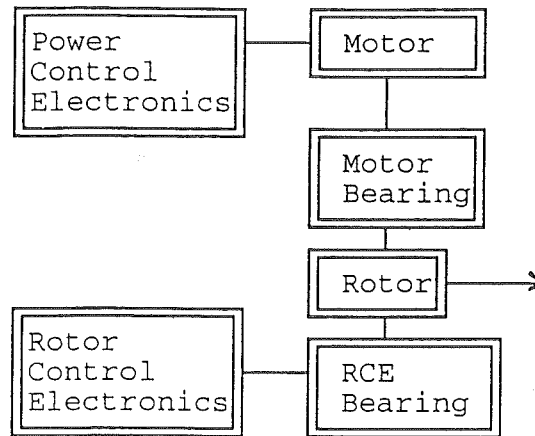 Power
Control
Electronics
Motor
Motor
Bearing
Rotor
Rotor
Control
Electronics
RCE
Bearing